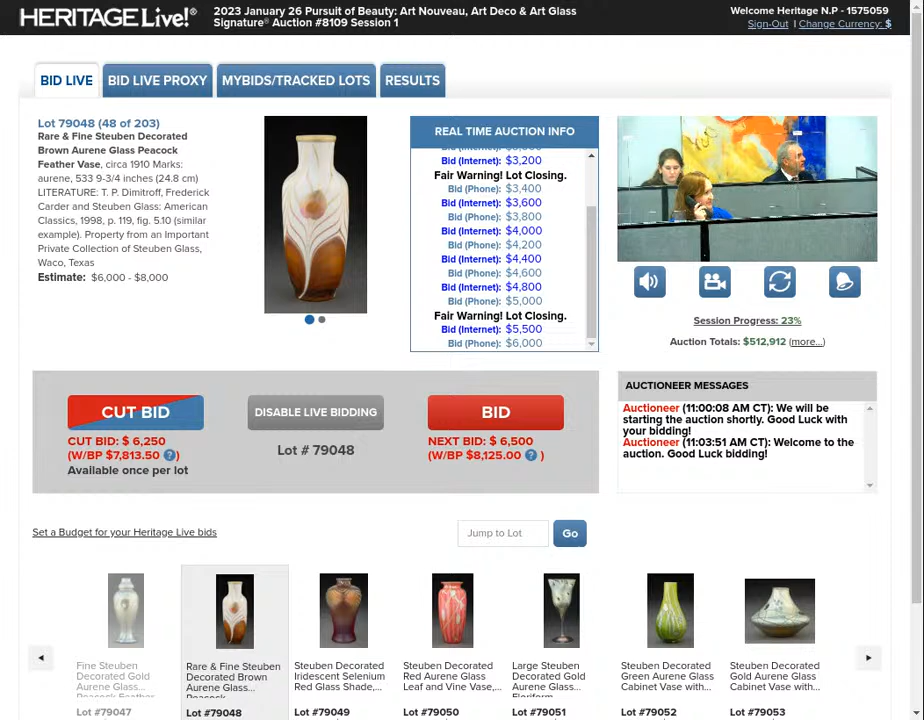 HERITAGE Live!®
2023 January 26 Pursuit of Beauty: Art Nouveau, Art Deco & Art Glass
Signature® Auction #8109 Session 1
Welcome Heritage N.P - 1575059
Sign-Out | Change Currency: $
BID LIVE
BID LIVE PROXY
MYBIDS/TRACKED LOTS
RESULTS
Lot 79048 (48 of 203)
Rare & Fine Steuben Decorated
Brown Aurene Glass Peacock
Feather Vase, circa 1910 Marks:
aurene, 533 9-3/4 inches (24.8 cm)
LITERATURE: T. P. Dimitroff, Frederick
Carder and Steuben Glass: American
Classics, 1998, p. 119, fig. 5.10 (similar
example). Property from an Important
Private Collection of Steuben Glass,
Waco, Texas
Estimate: $6,000 - $8,000
REAL TIME AUCTION INFO
Bid (Internet): $3,200
Fair Warning! Lot Closing.
Bid (Phone): $3,400
Bid (Internet): $3,600
Bid (Phone): $3,800
Bid (Internet): $4,000
Bid (Phone): $4,200
Bid (Internet): $4,400
Bid (Phone): $4,600
Bid (Internet): $4,800
Bid (Phone): $5,000
Fair Warning! Lot Closing.
Bid (Internet): $5,500
Bid (Phone): $6,000
Session Progress: 23%
Auction Totals: $512,912 (more...)
CUT BID
CUT BID: $ 6,250
(W/BP $7,813.50 ?)
Available once per lot
DISABLE LIVE BIDDING
Lot # 79048
BID
NEXT BID: $ 6,500
(W/BP $8,125.00 ? )
AUCTIONEER MESSAGES
Auctioneer (11:00:08 AM CT): We will be
starting the auction shortly. Good Luck with
your bidding!
Auctioneer (11:03:51 AM CT): Welcome to the
auction. Good Luck bidding!
Set a Budget for your Heritage Live bids
Jump to Lot
Go
Fine Steuben
Decorated Gold
Aurene Glass...
Peacock Feather
Lot #79047
Rare & Fine Steuben
Decorated Brown
Aurene Glass...
Peacock
Lot #79048
Steuben Decorated
Iridescent Selenium
Red Glass Shade,...
Lot #79049
Steuben Decorated
Red Aurene Glass
Leaf and Vine Vase,...
Lot #79050
Large Steuben
Decorated Gold
Aurene Glass...
Floriform
Lot #79051
Steuben Decorated
Green Aurene Glass
Cabinet Vase with...
Lot #79052
Steuben Decorated
Gold Aurene Glass
Cabinet Vase with...
Lot #79053